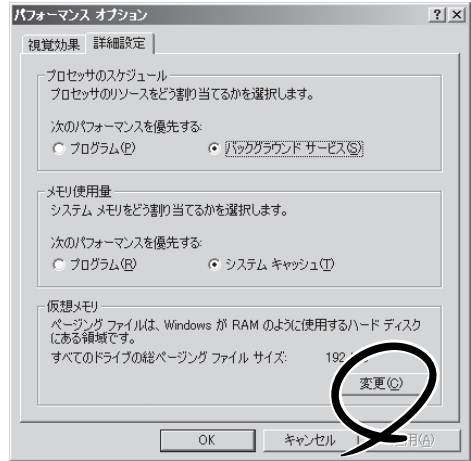 パフォーマンス オプション
視覚効果 詳細設定
プロセッサのスケジュール
プロセッサのリソースをどう割り当てるかを選択します。
次のパフォーマンスを優先する:
プログラム(P) バックグラウンド サービス(S)
メモリ使用量
システム メモリをどう割り当てるかを選択します。
次のパフォーマンスを優先する:
プログラム(R) システム キャッシュ(T)
仮想メモリ
ページング ファイルは、Windows が RAM のように使用するハード ディスク
にある領域です。
すべてのドライブの総ページング ファイル サイズ: 192
変更(C)
OK キャンセル 用(A)